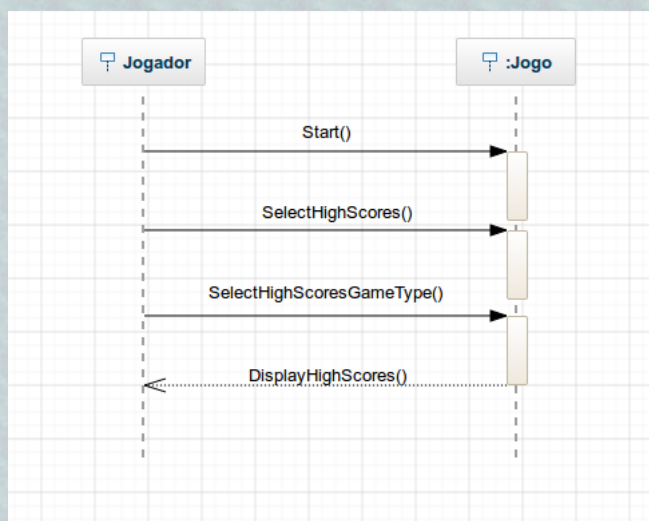 Jogador
:Jogo
Start()
SelectHighScores()
SelectHighScoresGameType()
DisplayHighScores()